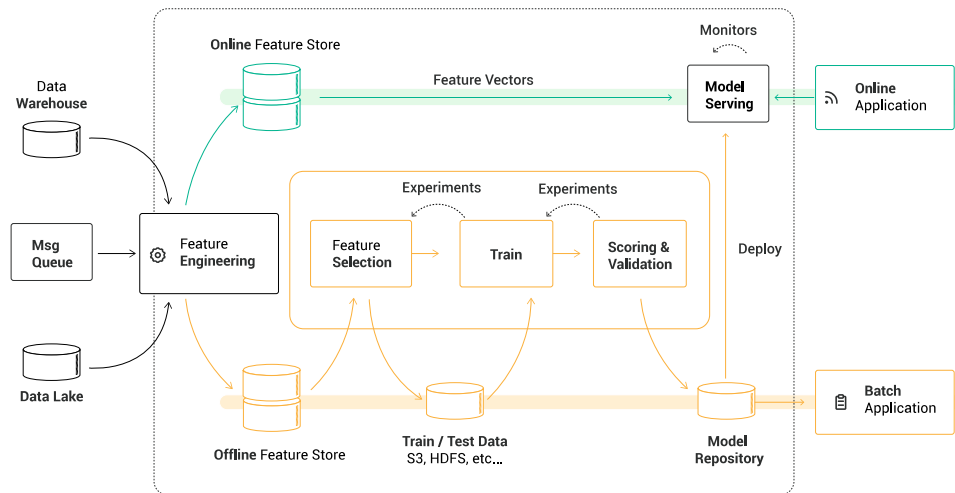 Monitors
Online Feature Store
Data
Warehouse
Feature Vectors
Model
Serving
Online
Application
Experiments
Experiments
Msg
Queue
Feature
Engineering
Feature
Selection
Train
Scoring &
Validation
Deploy
Data Lake
Batch
Application
Offline Feature Store
Train / Test Data
S3, HDFS, etc...
Model
Repository